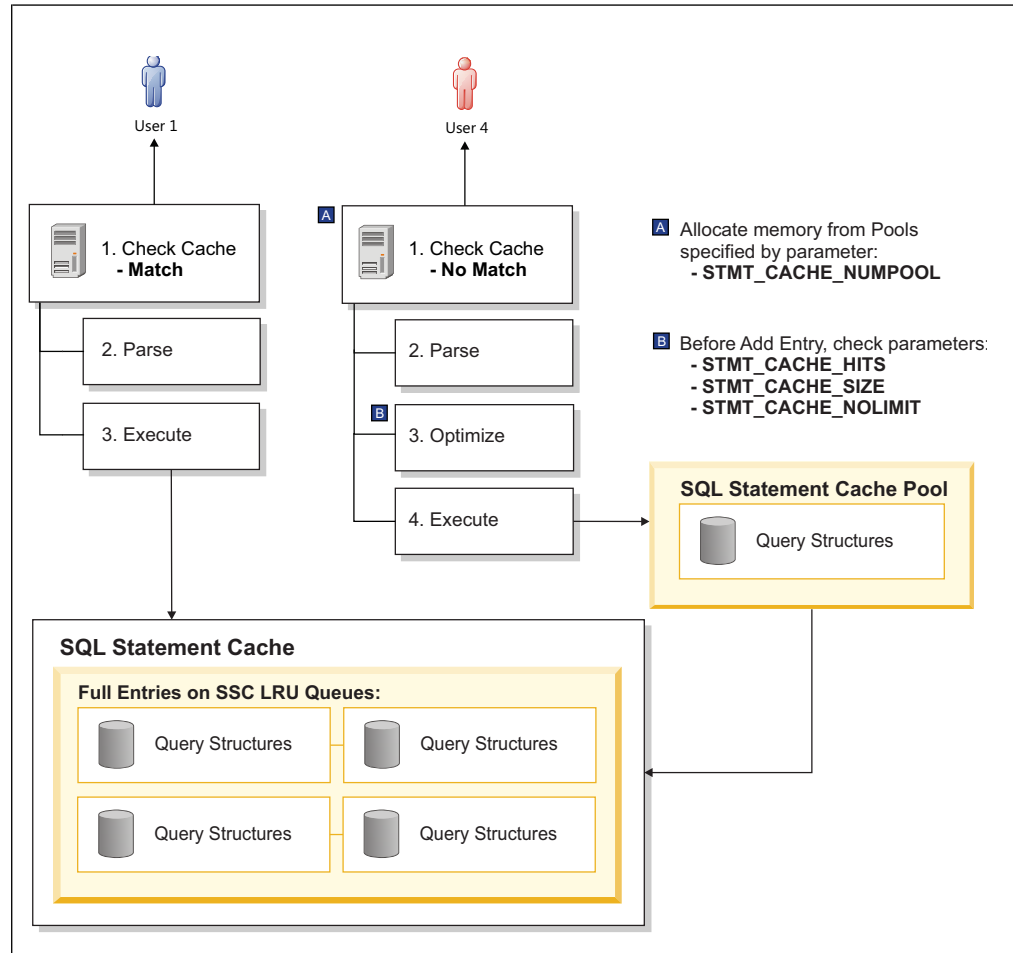 User 1
1. Check Cache
- Match
2. Parse
3. Execute
User 4
A
1. Check Cache
- No Match
2. Parse
B
3. Optimize
4. Execute
A Allocate memory from Pools
specified by parameter:
- STMT_CACHE_NUMPOOL
B Before Add Entry, check parameters:
- STMT_CACHE_HITS
- STMT_CACHE_SIZE
- STMT_CACHE_NOLIMIT
SQL Statement Cache Pool
Query Structures
SQL Statement Cache
Full Entries on SSC LRU Queues:
Query Structures
Query Structures
Query Structures
Query Structures